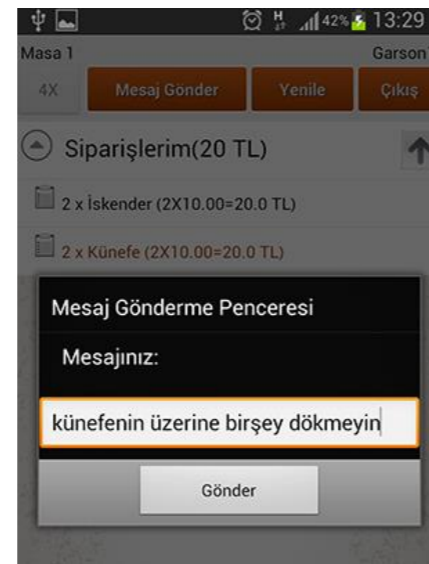 H 42% 13:29
Masa 1 Garson
4X Mesaj Gönder Yenile Çıkış
Siparişlerim(20 TL)
2 x İskender (2X10.00=20.0 TL)
2 x Künefe (2X10.00=20.0 TL)
Mesaj Gönderme Penceresi
Mesajınız:
künefenin üzerine birşey dökmeyin
Gönder